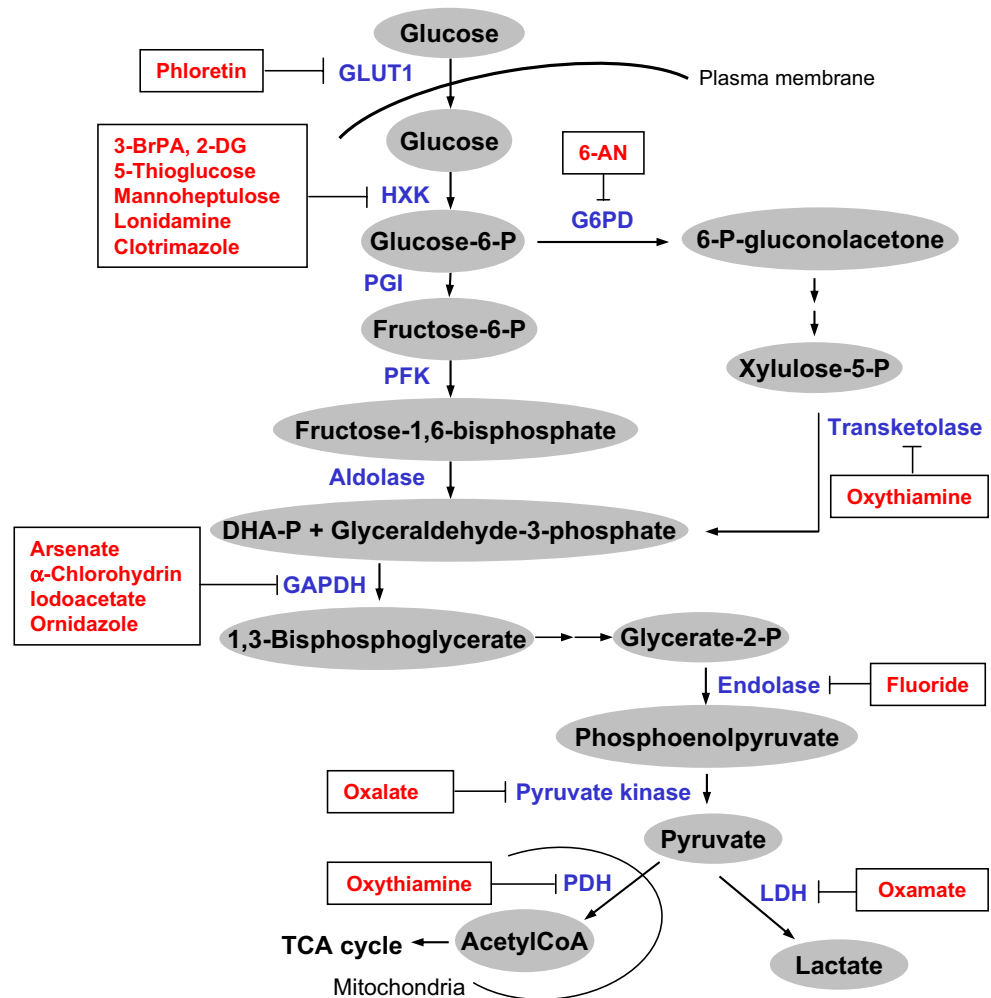 Glucose
Phloretin
GLUT1
Plasma membrane
Glucose
3-BrPA, 2-DG
5-Thioglucose
Mannoheptulose
Lonidamine
Clotrimazole
HXK
6-AN
G6PD
Glucose-6-P
6-P-gluconolacetone
PGI
Fructose-6-P
Xylulose-5-P
PFK
Fructose-1,6-bisphosphate
Transketolase
Aldolase
Oxythiamine
DHA-P + Glyceraldehyde-3-phosphate
Arsenate
α-Chlorohydrin
Iodoacetate
Ornidazole
GAPDH
1,3-Bisphosphoglycerate
Glycerate-2-P
Endolase
Fluoride
Phosphoenolpyruvate
Oxalate
Pyruvate kinase
Pyruvate
Oxythiamine
PDH
LDH
Oxamate
TCA cycle
AcetylCoA
Lactate
Mitochondria